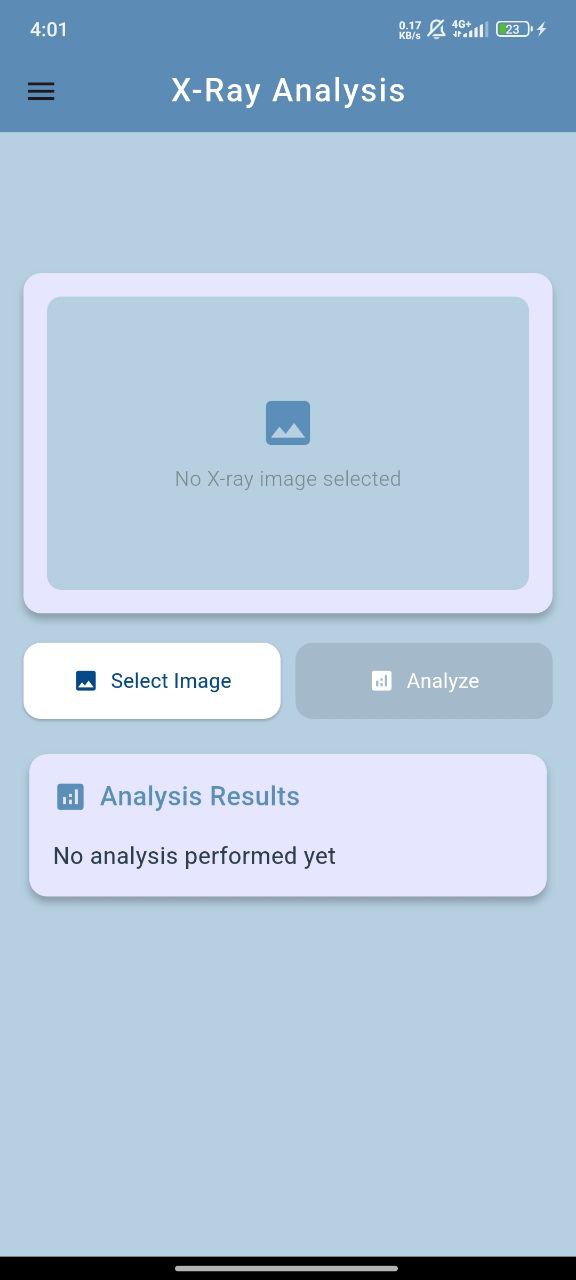 4:01
0.17
KB/s
4G+
23
X-Ray Analysis
No X-ray image selected
Select Image
Analyze
Analysis Results
No analysis performed yet